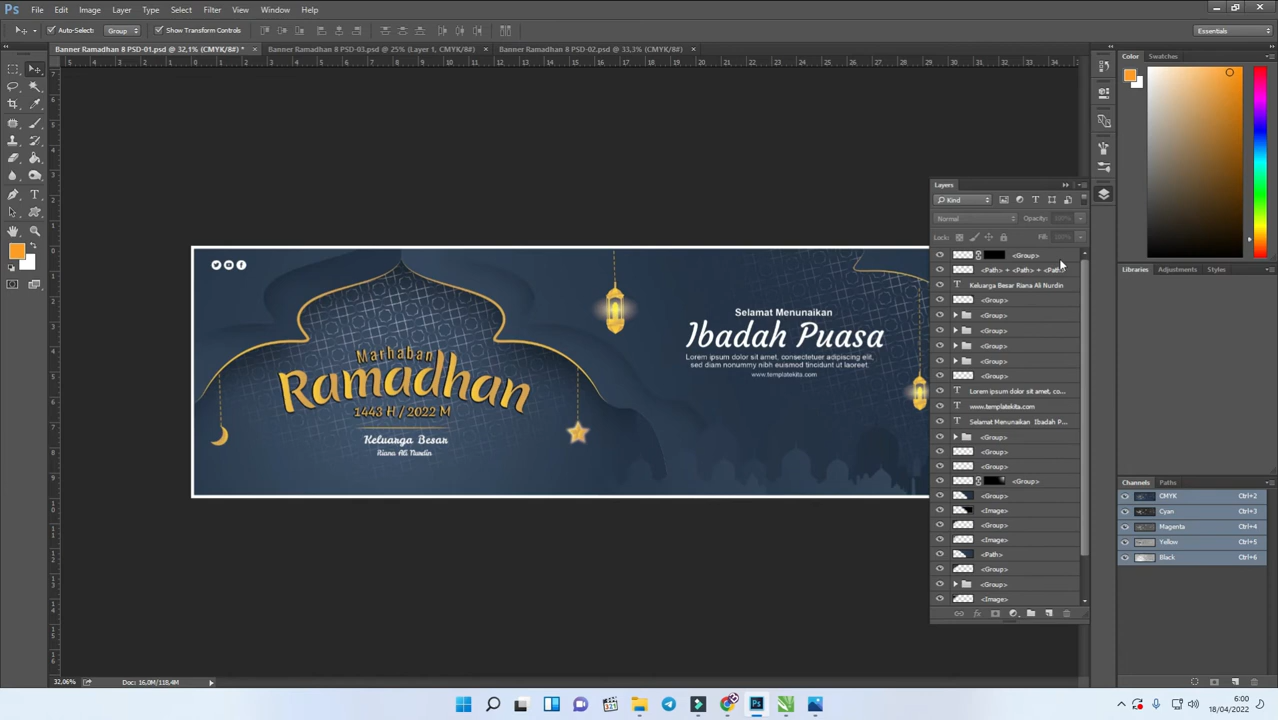 Ps File Edit Image Layer Type Select Filter 3D View Window Help
Auto-Select: Group Show Transform Controls Essentials
Banner Ramadhan 8 PSD-01.psd @ 32,1% (CMYK/8#) * × Banner Ramadhan 8 PSD-03.psd @ 25% (Layer 1, CMYK/8#) × Banner Ramadhan 8 PSD-02.psd @ 33,3% (CMYK/8#) ×
Color Swatches
Layers
Kind
Normal Opacity: 100%
Lock: Fill: 100%
<Group>
<Path> + <Path> + <Path>
Keluarga Besar Riana Ali Nurdin
<Group>
<Group>
<Group>
<Group>
<Group>
<Group>
Lorem ipsum dolor sit amet, co...
www.templatekita.com
Selamat Menunaikan Ibadah P...
<Group>
<Group>
<Group>
<Group>
<Group>
<Image>
<Group>
<Image>
<Path>
<Group>
<Group>
<Image>
Marhaban
Ramadhan
1443 H / 2022 M
Keluarga Besar
Riana Ali Nurdin
Selamat Menunaikan
Ibadah Puasa
Lorem ipsum dolor sit amet, consectetuer adipiscing elit,
sed diam nonummy nibh euismod tincidunt ut laoreet.
www.templatekita.com
Libraries Adjustments Styles
Channels Paths
CMYK Ctrl+2
Cyan Ctrl+3
Magenta Ctrl+4
Yellow Ctrl+5
Black Ctrl+6
32,06% Doc: 16,0M/118,4M
6:00
18/04/2022